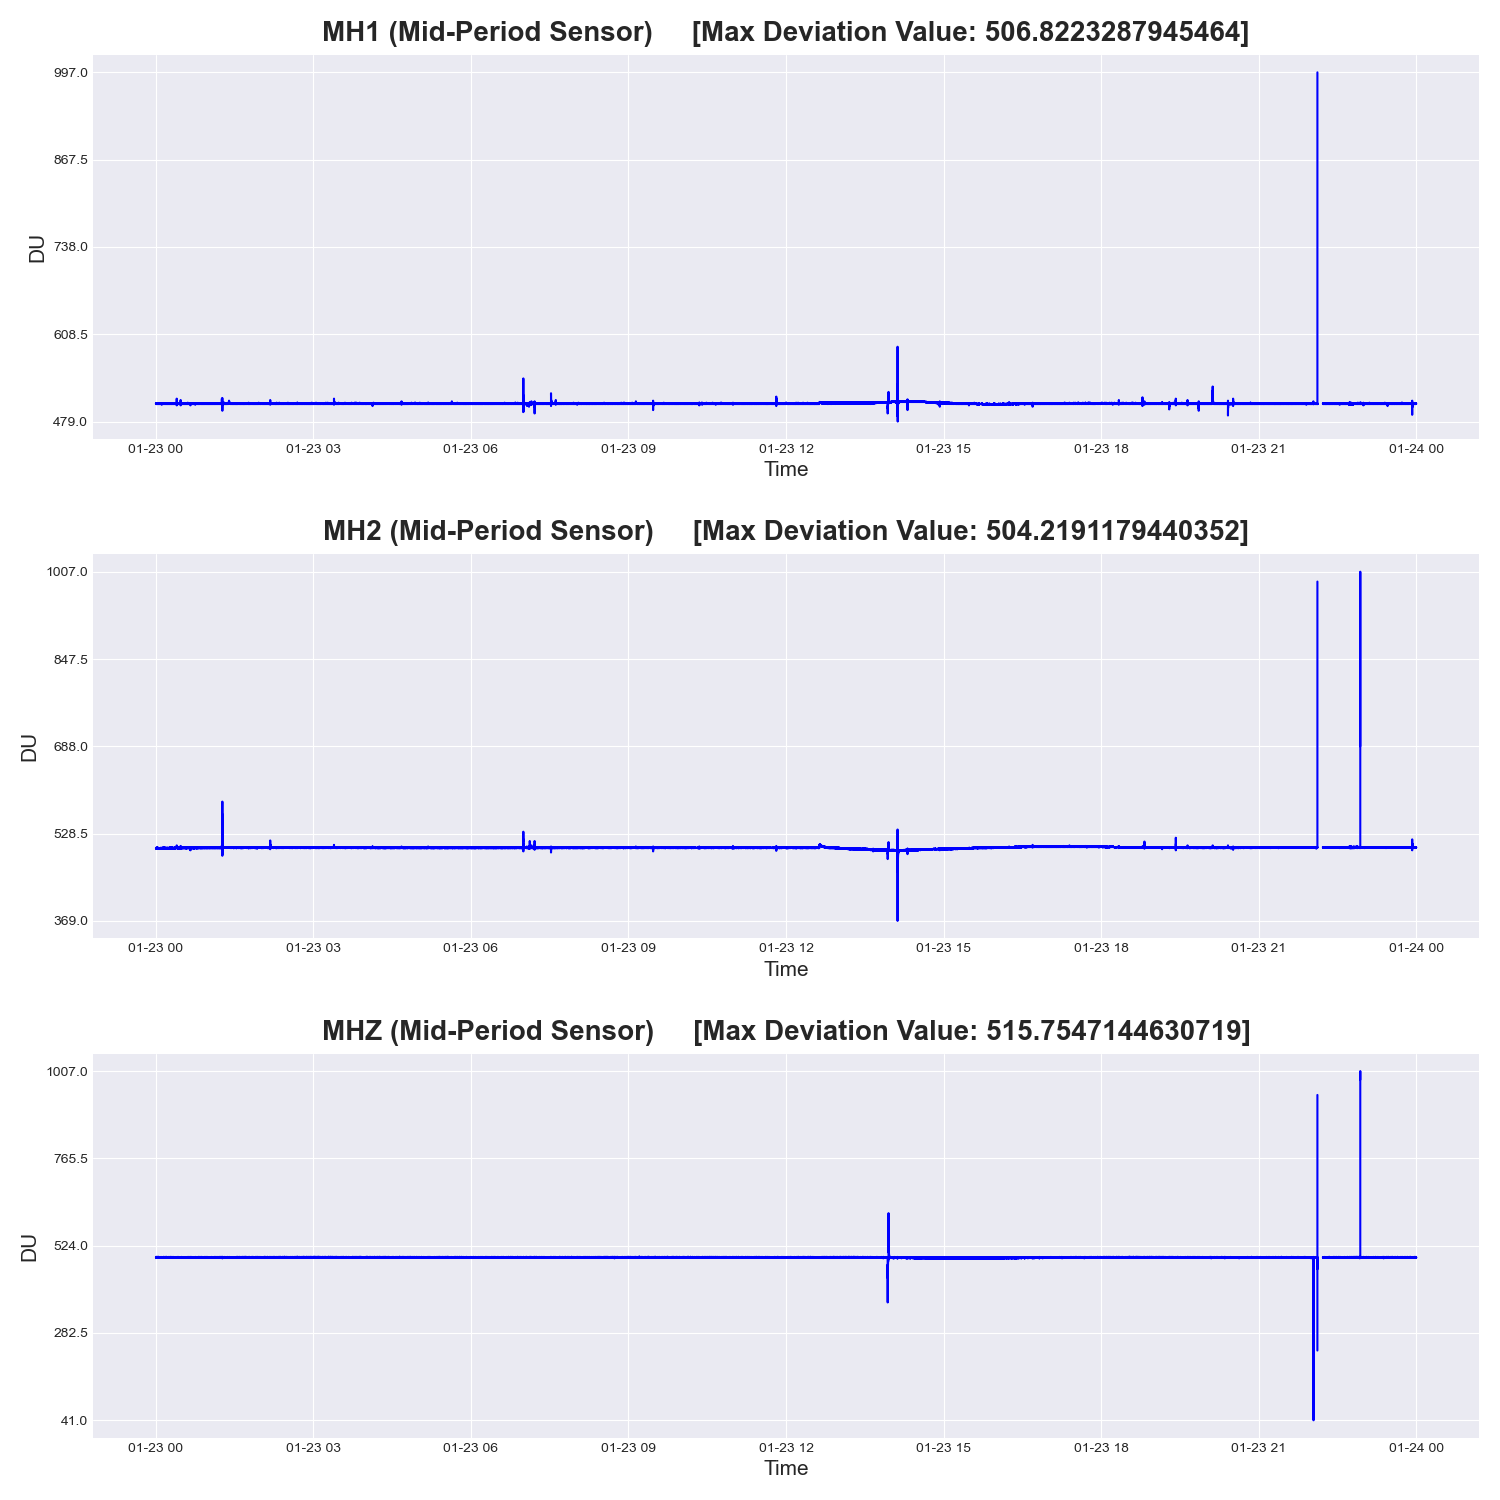 MH1 (Mid-Period Sensor) [Max Deviation Value: 506.8223287945464]
997.0
867.5
738.0
608.5
479.0
DU
01-23 00 01-23 03 01-23 06 01-23 09 01-23 12 01-23 15 01-23 18 01-23 21 01-24 00
Time
MH2 (Mid-Period Sensor) [Max Deviation Value: 504.2191179440352]
1007.0
847.5
688.0
528.5
369.0
DU
01-23 00 01-23 03 01-23 06 01-23 09 01-23 12 01-23 15 01-23 18 01-23 21 01-24 00
Time
MHZ (Mid-Period Sensor) [Max Deviation Value: 515.7547144630719]
1007.0
765.5
524.0
282.5
41.0
DU
01-23 00 01-23 03 01-23 06 01-23 09 01-23 12 01-23 15 01-23 18 01-23 21 01-24 00
Time